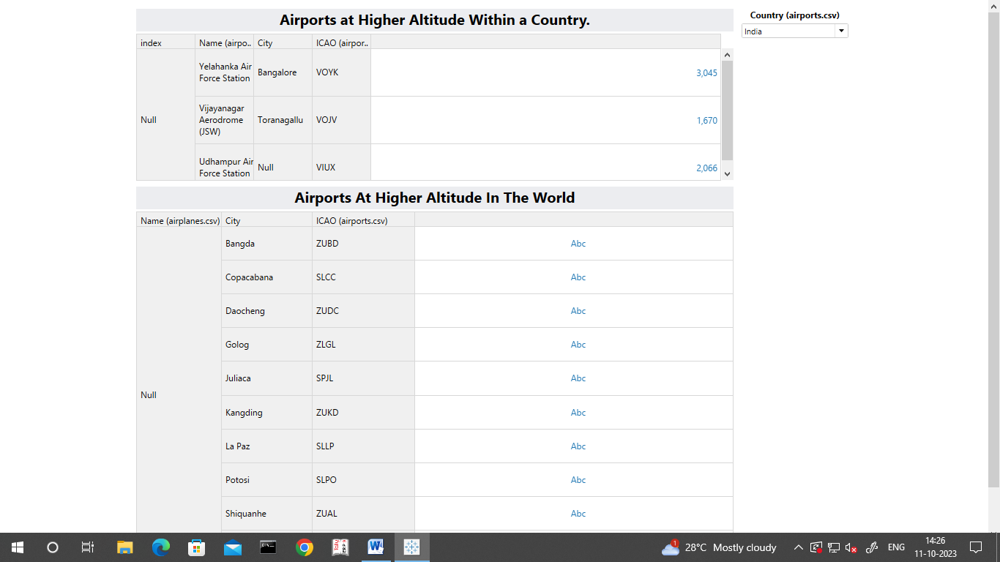 Airports at Higher Altitude Within a Country.
Country (airports.csv)
India
index Name (airpo.. City ICAO (airpor..
Null
Yelahanka Air
Force Station
Bangalore VOYK 3,045
Vijayanagar
Aerodrome
(JSW)
Toranagallu VOJV 1,670
Udhampur Air
Force Station
Null VIUX 2,066
Airports At Higher Altitude In The World
Name (airplanes.csv) City ICAO (airports.csv)
Null
Bangda ZUBD Abc
Copacabana SLCC Abc
Daocheng ZUDC Abc
Golog ZLGL Abc
Juliaca SPJL Abc
Kangding ZUKD Abc
La Paz SLLP Abc
Potosi SLPO Abc
Shiquanhe ZUAL Abc
1 28°C Mostly cloudy ENG 14:26
11-10-2023